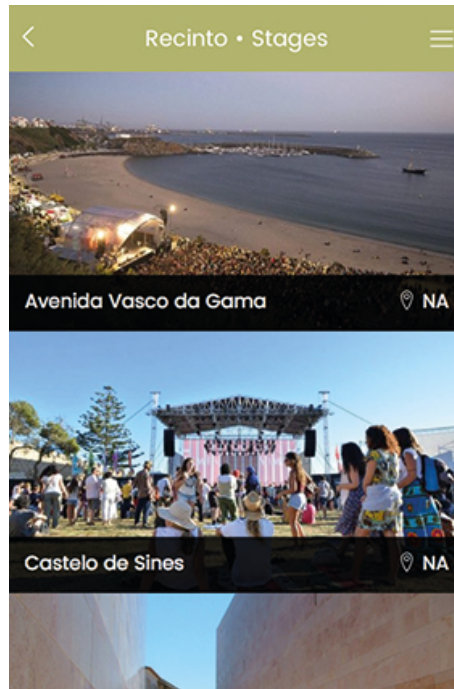 Recinto • Stages
Avenida Vasco da Gama
NA
Castelo de Sines
NA